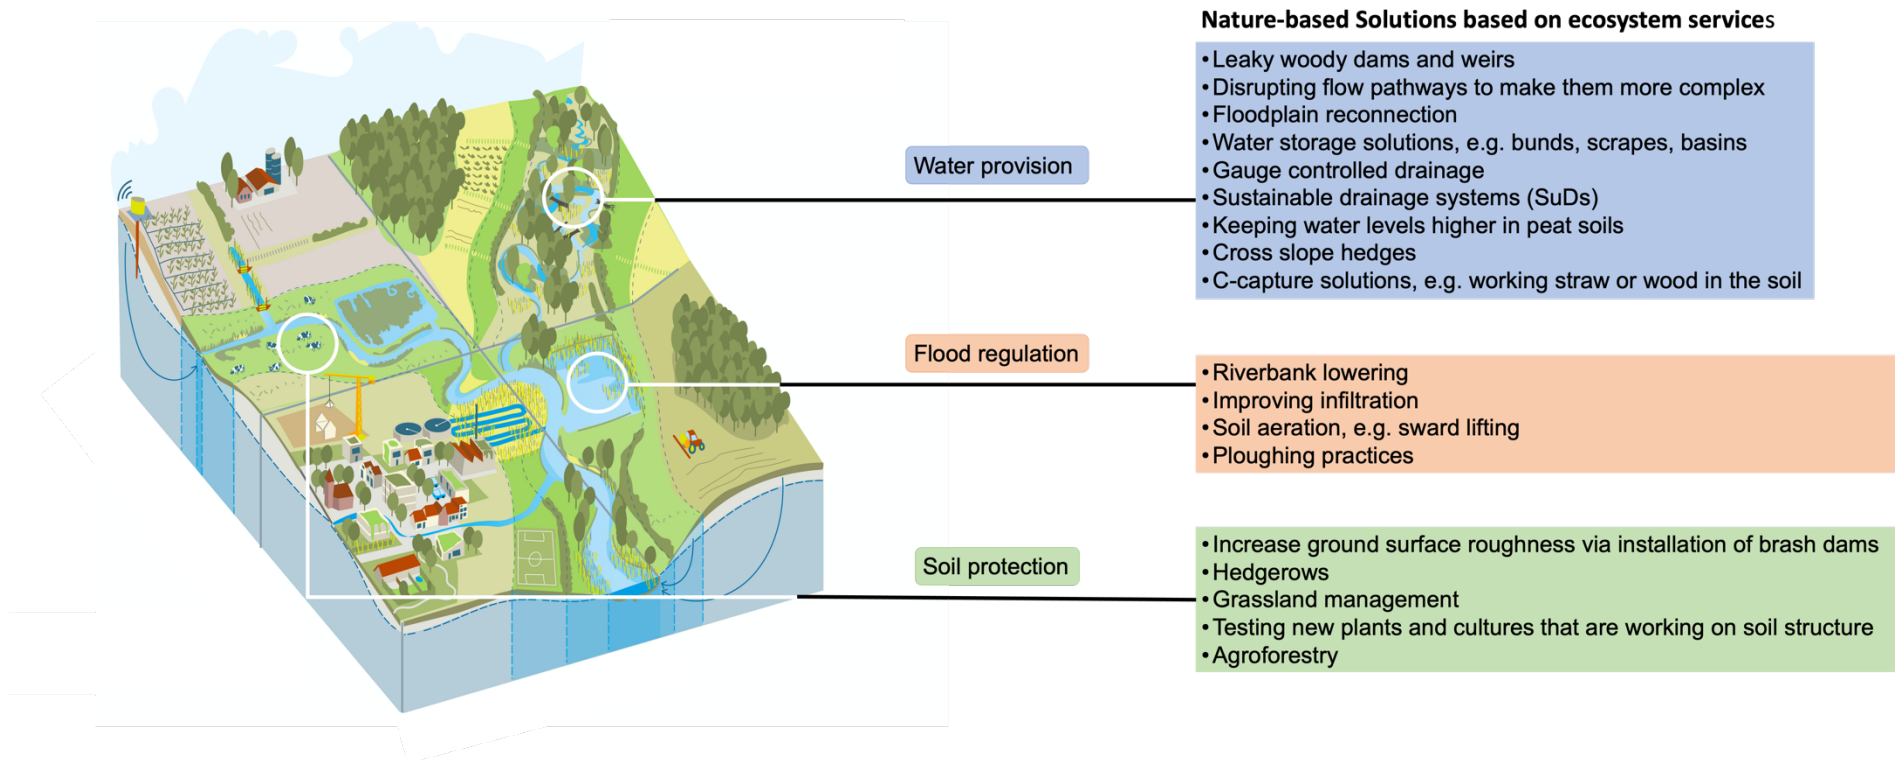 Nature-based Solutions based on ecosystem services
Water provision
•Leaky woody dams and weirs
•Disrupting flow pathways to make them more complex
•Floodplain reconnection
•Water storage solutions, e.g. bunds, scrapes, basins
•Gauge controlled drainage
•Sustainable drainage systems (SuDs)
•Keeping water levels higher in peat soils
•Cross slope hedges
•C-capture solutions, e.g. working straw or wood in the soil
Flood regulation
•Riverbank lowering
•Improving infiltration
•Soil aeration, e.g. sward lifting
•Ploughing practices
Soil protection
•Increase ground surface roughness via installation of brash dams
•Hedgerows
•Grassland management
•Testing new plants and cultures that are working on soil structure
•Agroforestry